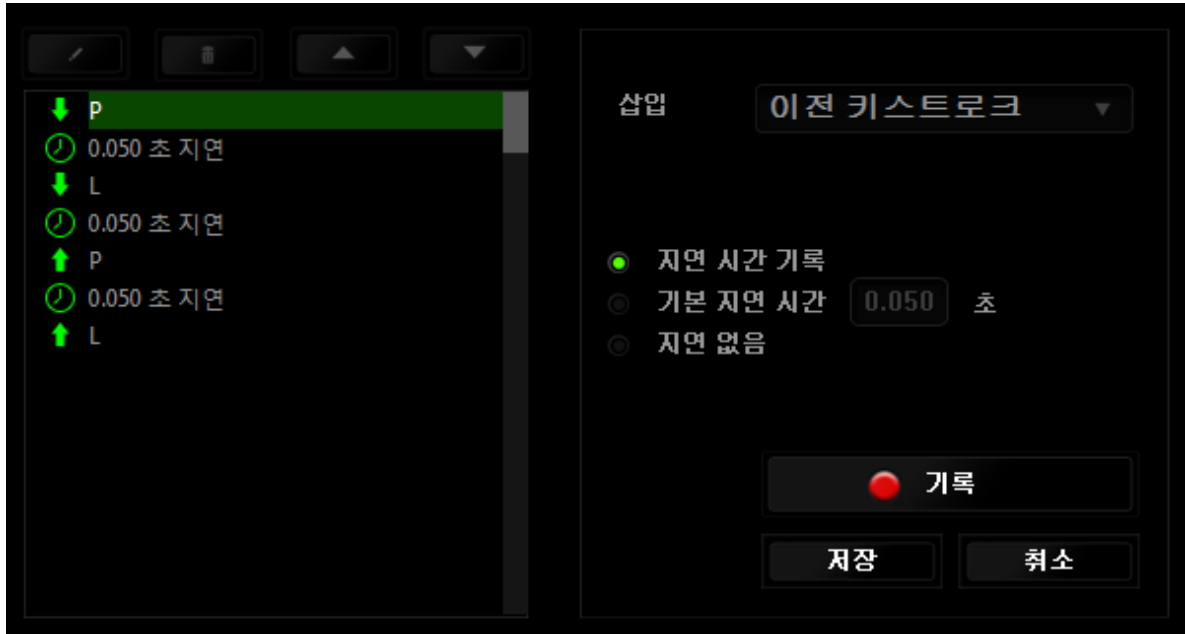 P
0.050 초 지연
L
0.050 초 지연
P
0.050 초 지연
L
삽입 이전 키스트로크
지연 시간 기록
기본 지연 시간 0.050 초
지연 없음
기록
저장 취소